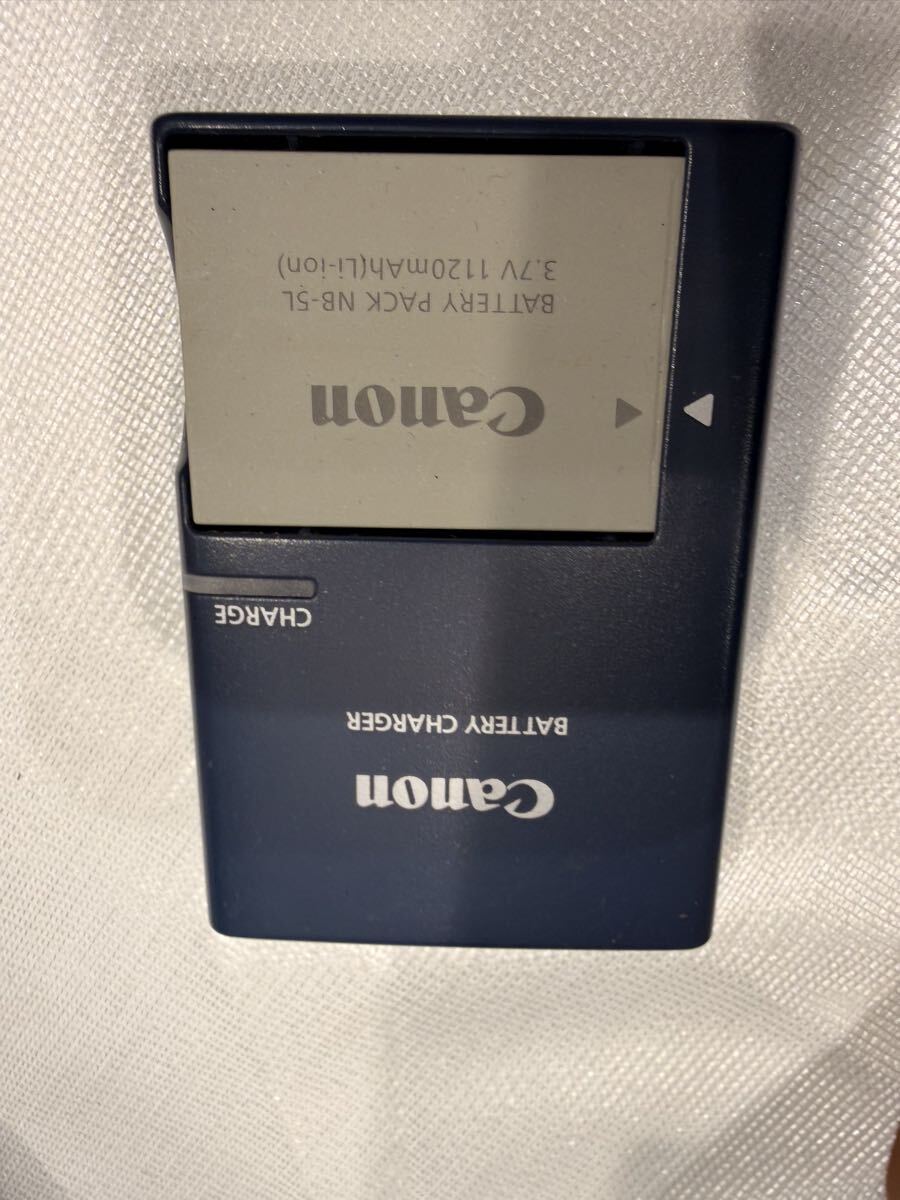 Canon
BATTERY CHARGER
CHARGE
Canon
BATTERY PACK NB-5L
3.7V 1120mAh(Li-ion)